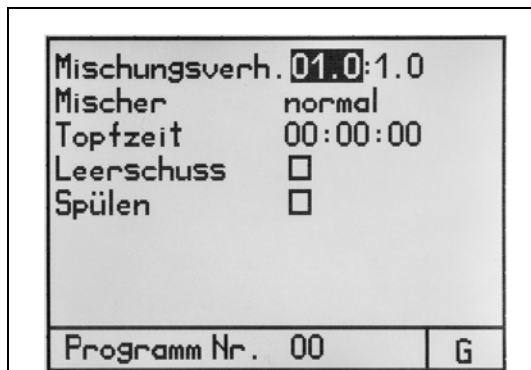 Mischungsverh. 01.0:1.0
Mischer normal
Topfzeit 00:00:00
Leerschuss
Spülen
Programm Nr. 00 G